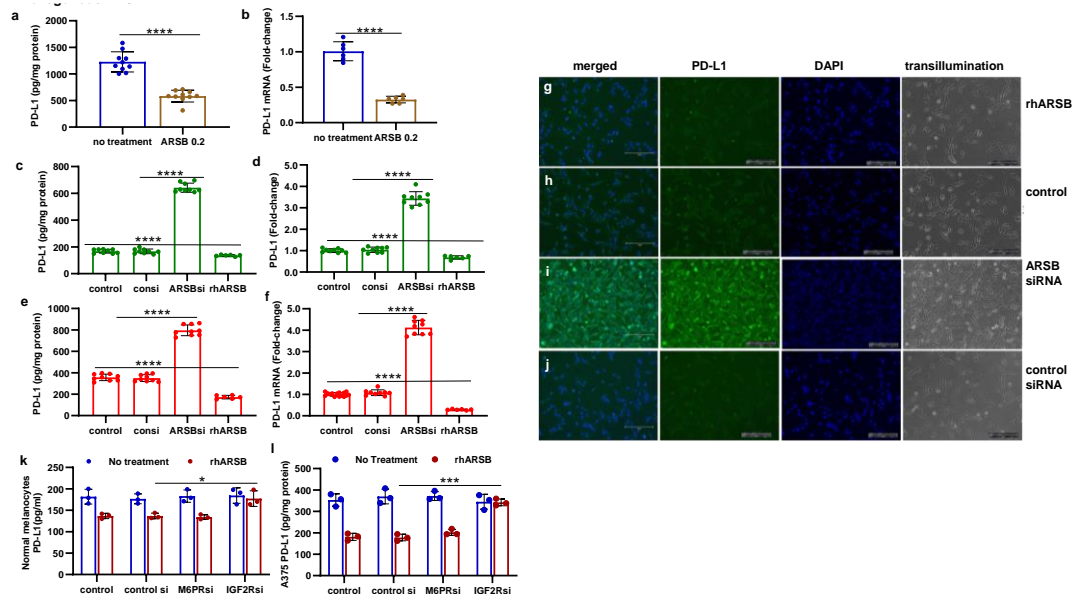 a
PD-L1 (pg/mg protein)
2000
1500
1000
500
0
****
no treatment ARSB 0.2
b
PD-L1 mRNA (Fold-change)
1.5
1.0
0.5
0.0
****
no treatment ARSB 0.2
c
PD-L1 (pg/mg protein)
800
600
400
200
0
****
****
control consi ARSBsi rhARSB
d
PD-L1 (Fold-change)
5.0
4.0
3.0
2.0
1.0
0.0
****
****
control consi ARSBsi rhARSB
e
PD-L1 (pg/mg protein)
1000
800
600
400
200
0
****
****
control consi ARSBsi rhARSB
f
PD-L1 mRNA (Fold-change)
5.0
4.0
3.0
2.0
1.0
0.0
****
****
control consi ARSBsi rhARSB
merged PD-L1 DAPI transillumination
g
rhARSB
h
control
i
ARSB
siRNA
j
control
siRNA
k
No treatment rhARSB
Normal melanocytes
PD-L1(pg/ml)
250
200
150
100
50
0
*
control control si M6PRsi IGF2Rsi
l
No Treatment rhARSB
A375 PD-L1 (pg/mg protein)
500
400
300
200
100
0
***
control control si M6PRsi IGF2Rsi